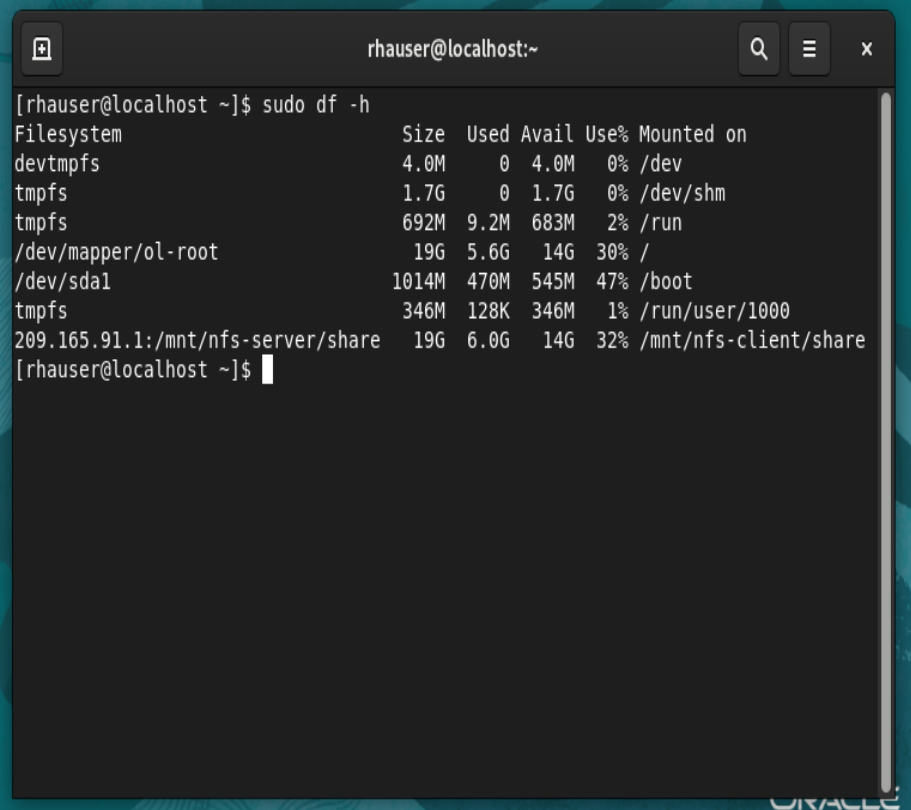 rhauser@localhost:~
[rhauser@localhost ~]$ sudo df -h
Filesystem                          Size  Used Avail Use% Mounted on
devtmpfs                            4.0M     0  4.0M   0% /dev
tmpfs                               1.7G     0  1.7G   0% /dev/shm
tmpfs                               692M  9.2M  683M   2% /run
/dev/mapper/ol-root                  19G  5.6G   14G  30% /
/dev/sda1                          1014M  470M  545M  47% /boot
tmpfs                               346M  128K  346M   1% /run/user/1000
209.165.91.1:/mnt/nfs-server/share   19G  6.0G   14G  32% /mnt/nfs-client/share
[rhauser@localhost ~]$
ORACLE